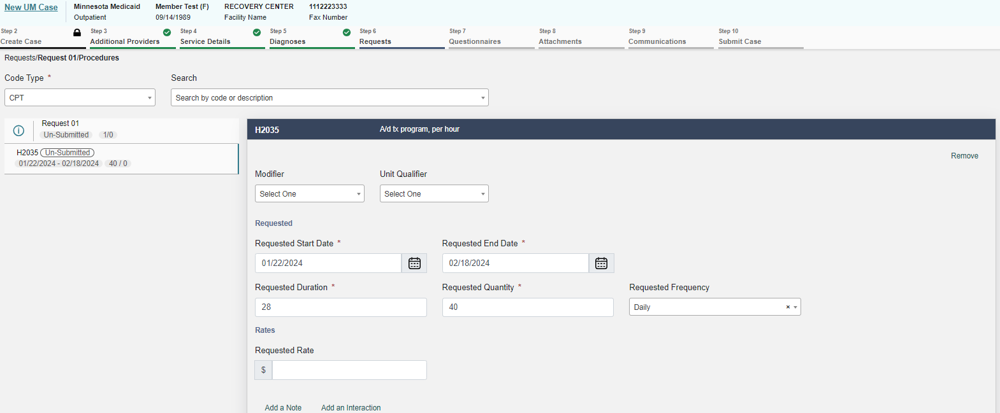 New UM Case
Minnesota Medicaid
Outpatient
Member Test (F)
09/14/1989
RECOVERY CENTER
Facility Name
1112223333
Fax Number
Step 2
Create Case
Step 3
Additional Providers
Step 4
Service Details
Step 5
Diagnoses
Step 6
Requests
Step 7
Questionnaires
Step 8
Attachments
Step 9
Communications
Step 10
Submit Case
Requests/Request 01/Procedures
Code Type *
CPT
Search
Search by code or description
Request 01
Un-Submitted 1/0
H2035 Un-Submitted
01/22/2024 - 02/18/2024 40 / 0
H2035 A/d tx program, per hour
Remove
Modifier
Select One
Unit Qualifier
Select One
Requested
Requested Start Date *
01/22/2024
Requested End Date *
02/18/2024
Requested Duration *
28
Requested Quantity *
40
Requested Frequency
Daily ×
Rates
Requested Rate
$
Add a Note Add an Interaction